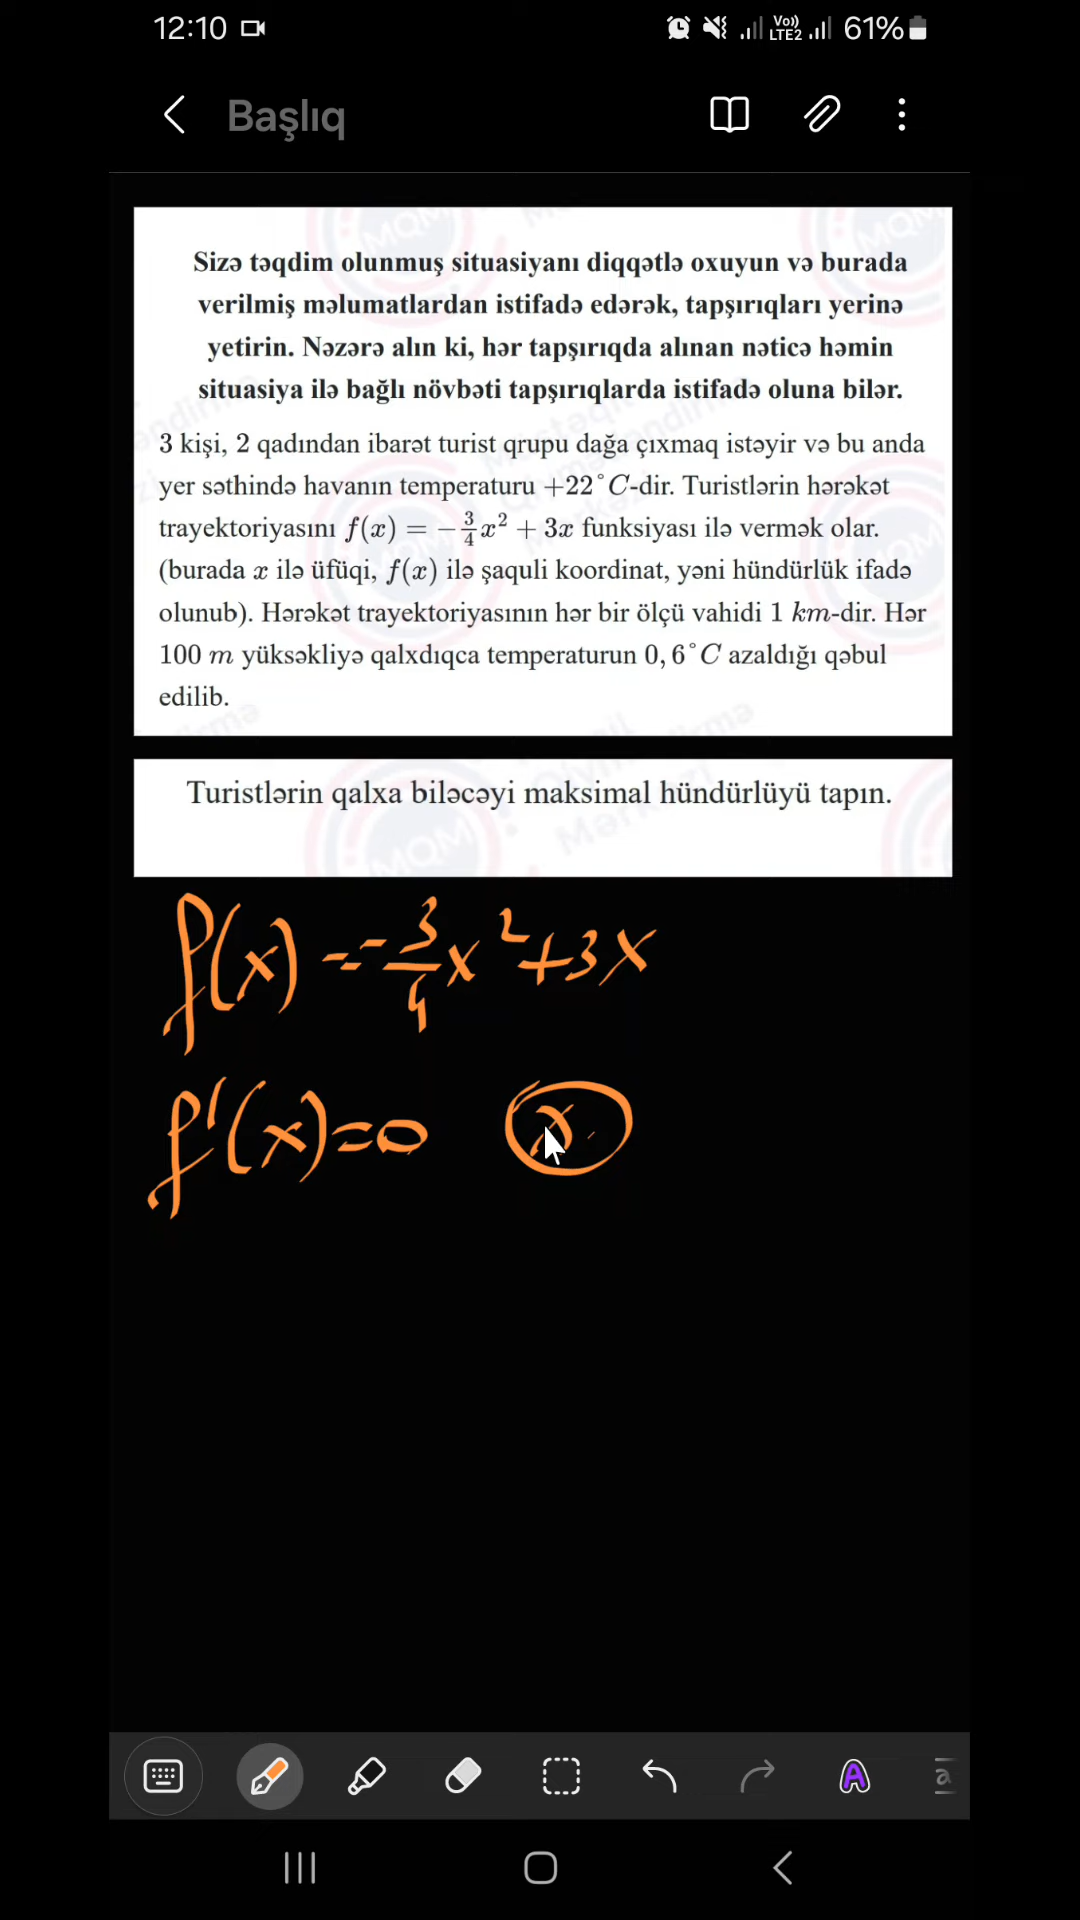 12:10 Vo)) LTE2 61%
Başlıq
Sizə təqdim olunmuş situasiyanı diqqətlə oxuyun və burada
verilmiş məlumatlardan istifadə edərək, tapşırıqları yerinə
yetirin. Nəzərə alın ki, hər tapşırıqda alınan nəticə həmin
situasiya ilə bağlı növbəti tapşırıqlarda istifadə oluna bilər.
3 kişi, 2 qadından ibarət turist qrupu dağa çıxmaq istəyir və bu anda
yer səthində havanın temperaturu +22°C-dir. Turistlərin hərəkət
trayektoriyasını f(x) = −3/4x² + 3x funksiyası ilə vermək olar.
(burada x ilə üfüqi, f(x) ilə şaquli koordinat, yəni hündürlük ifadə
olunub). Hərəkət trayektoriyasının hər bir ölçü vahidi 1 km-dir. Hər
100 m yüksəkliyə qalxdıqca temperaturun 0, 6°C azaldığı qəbul
edilib.
Turistlərin qalxa biləcəyi maksimal hündürlüyü tapın.
f(x) = -3/4x²+3x
f'(x)=0 x
A a